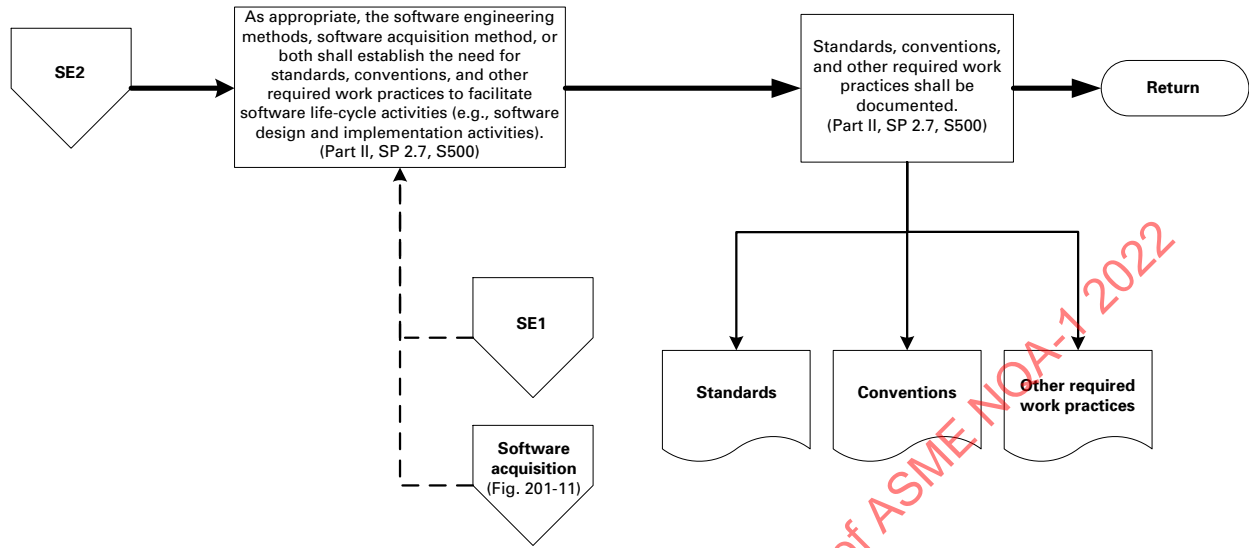 SE2
As appropriate, the software engineering
methods, software acquisition method, or
both shall establish the need for
standards, conventions, and other
required work practices to facilitate
software life-cycle activities (e.g., software
design and implementation activities).
(Part II, SP 2.7, S500)
Standards, conventions,
and other required work
practices shall be
documented.
(Part II, SP 2.7, S500)
Return
SE1
Software
acquisition
(Fig. 201-11)
Standards
Conventions
Other required
work practices
of ASME NQA-1 2022